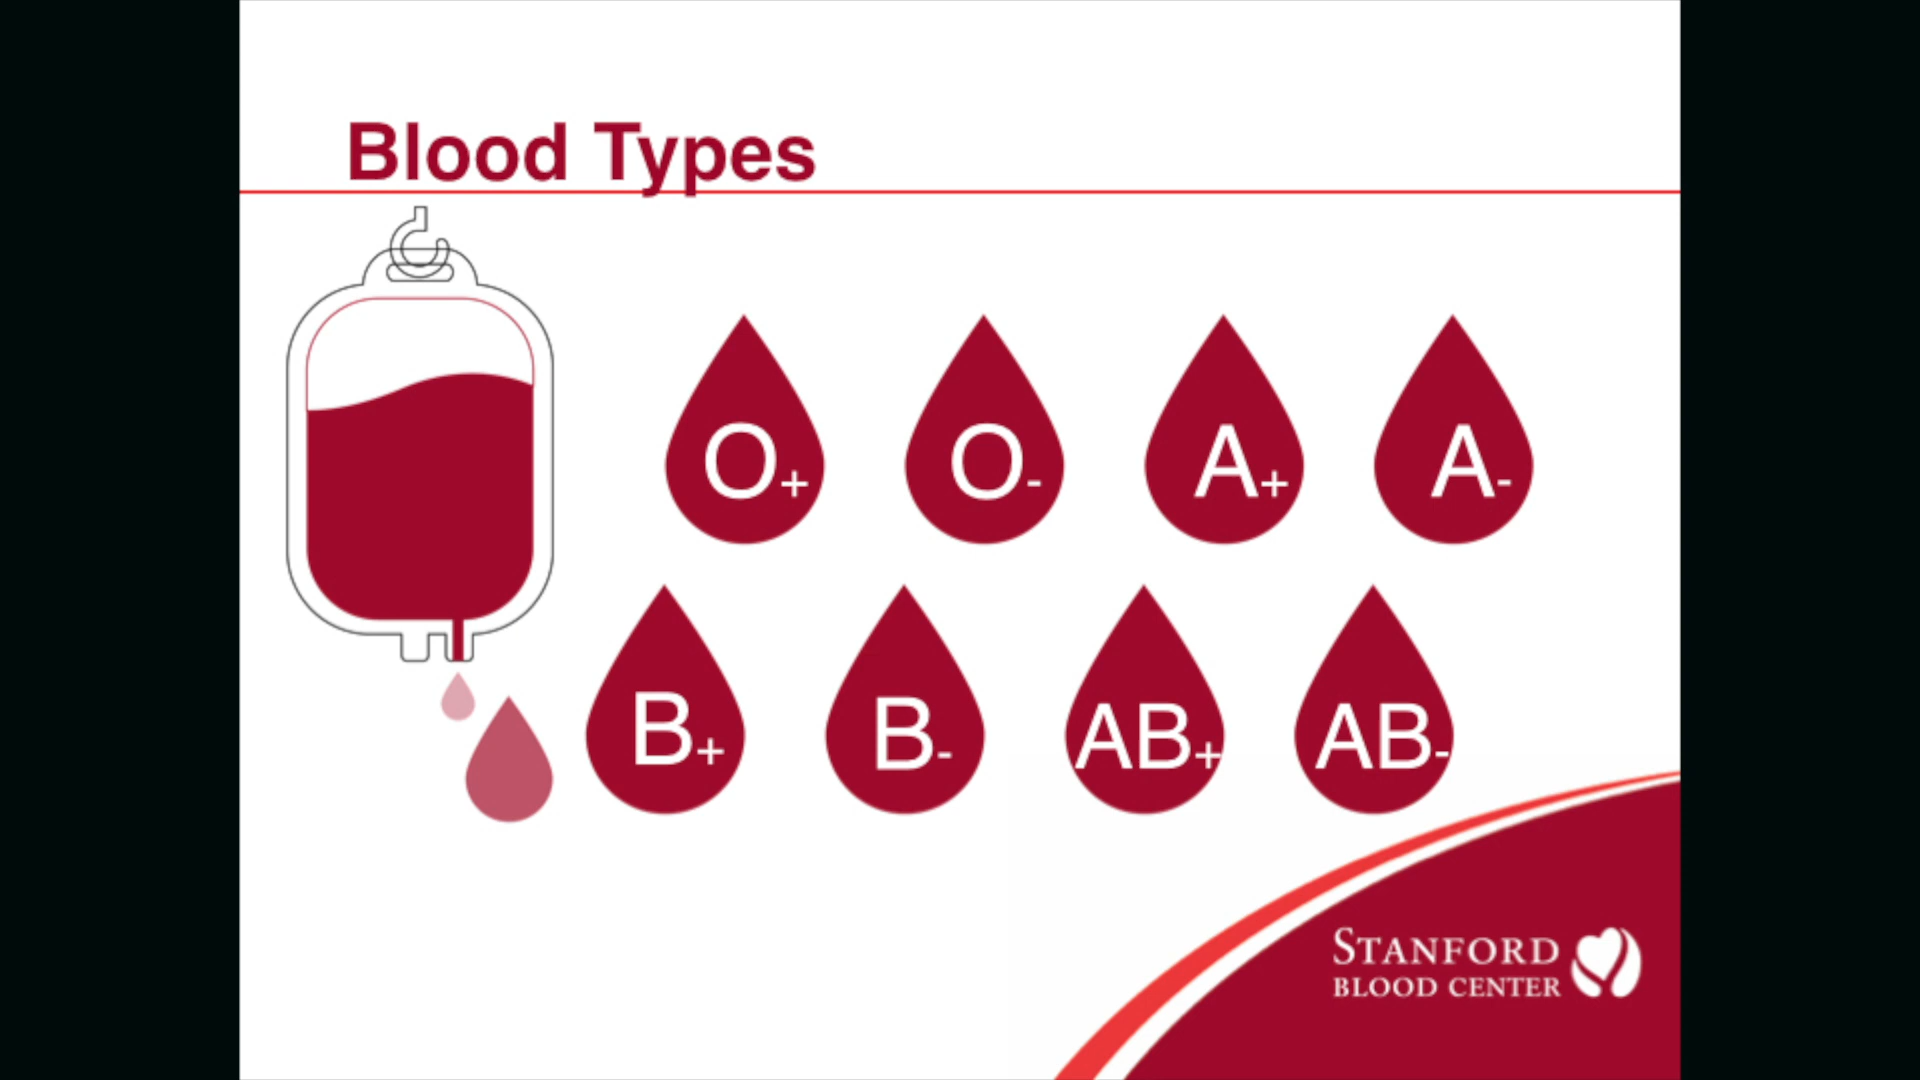 Blood Types
O+ O- A+ A-
B+ B- AB+ AB-
STANFORD
BLOOD CENTER